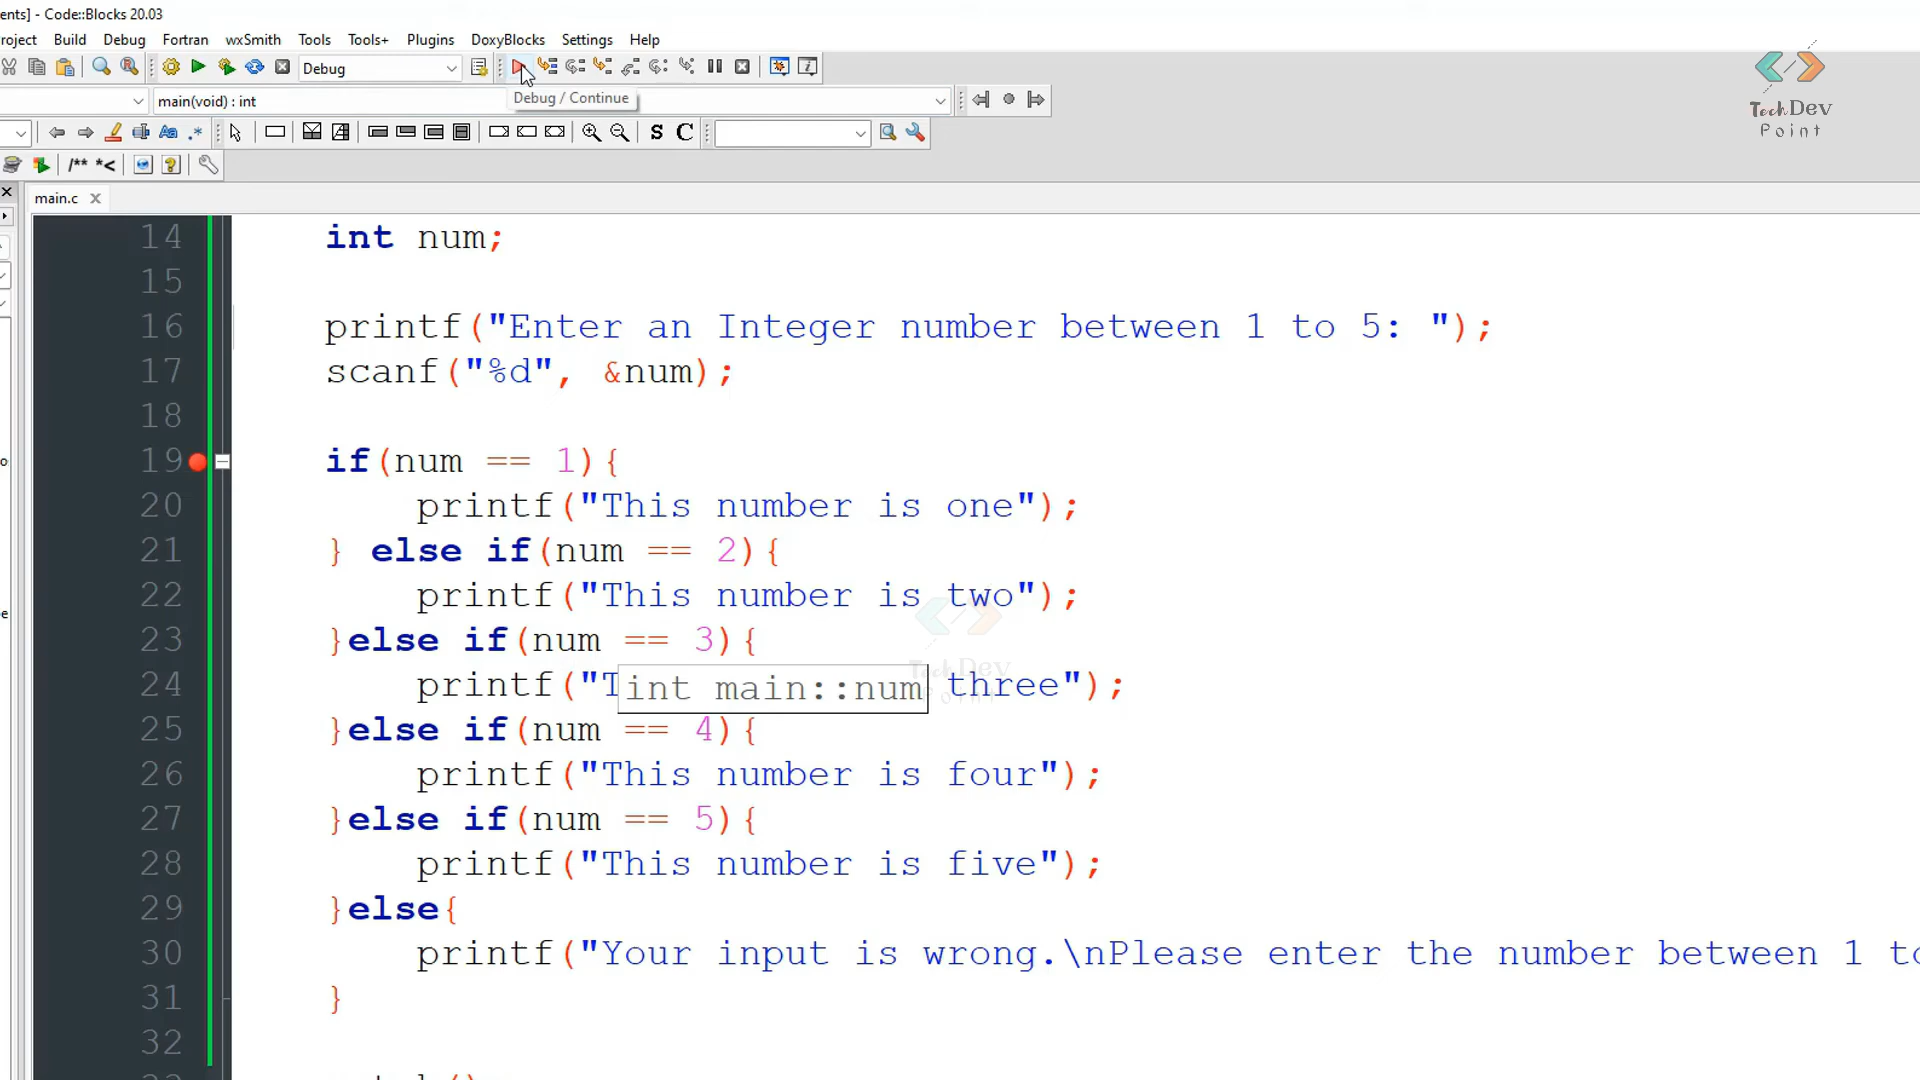 ents] - Code::Blocks 20.03
roject Build Debug Fortran wxSmith Tools Tools+ Plugins DoxyBlocks Settings Help
Debug
main(void) : int
Debug / Continue
TechDev
Point
S C
/** *<
main.c
14 int num;
15
16 printf("Enter an Integer number between 1 to 5: ");
17 scanf("%d", &num);
18
19 if(num == 1){
20 printf("This number is one");
21 } else if(num == 2){
22 printf("This number is two");
23 }else if(num == 3){
24 printf("T three");
int main::num
TechDev
Point
25 }else if(num == 4){
26 printf("This number is four");
27 }else if(num == 5){
28 printf("This number is five");
29 }else{
30 printf("Your input is wrong.\nPlease enter the number between 1 to
31 }
32